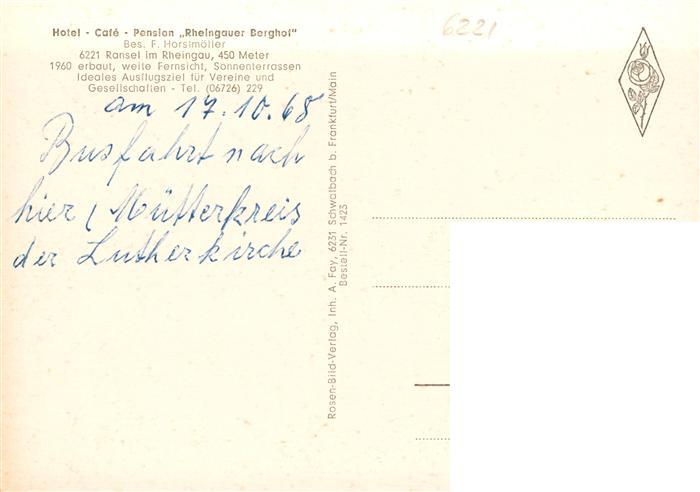 Hotel - Café - Pension „Rheingauer Berghof“
Bes. F. Horstmöller
6221 Ransel im Rheingau, 450 Meter
1960 erbaut, weite Fernsicht, Sonnenterrassen
Ideales Ausflugsziel für Vereine und
Gesellschaften - Tel. (06726) 229
am 17.10.68
Busfahrt nach
hier ( Mütterkreis
der Lutherkirche
6221
Rosen-Bild-Verlag, Inh. A. Fay, 6231 Schwalbach b. Frankfurt/Main
Bestell-Nr. 1423